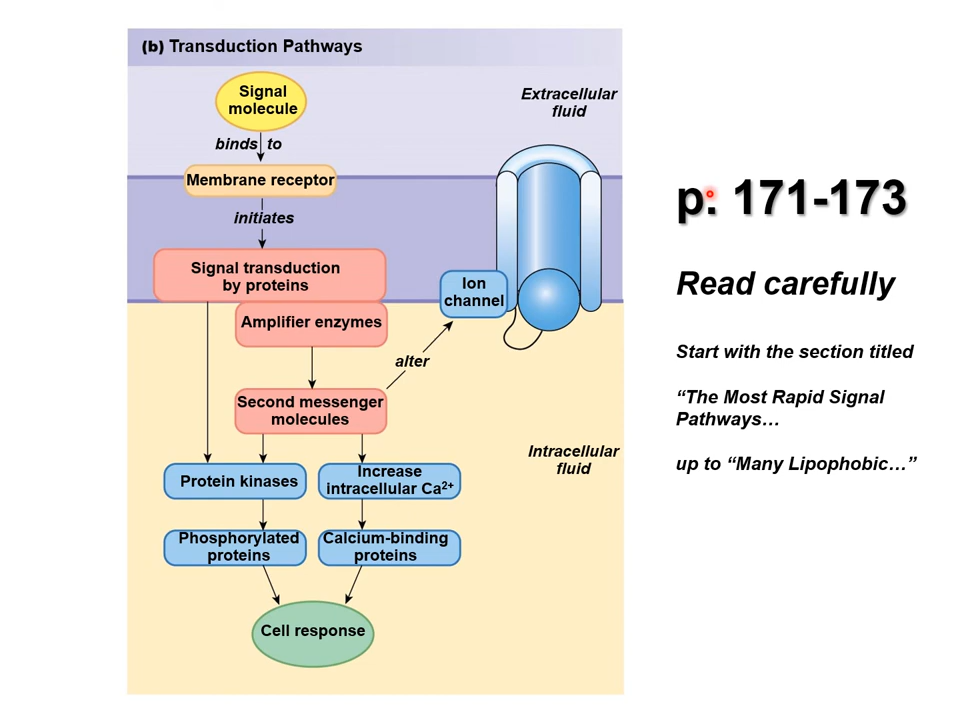 (b) Transduction Pathways
Signal
molecule
Extracellular
fluid
binds to
Membrane receptor
initiates
Signal transduction
by proteins
Ion
channel
Amplifier enzymes
alter
Second messenger
molecules
Intracellular
fluid
Protein kinases
Increase
intracellular Ca²⁺
Phosphorylated
proteins
Calcium-binding
proteins
Cell response
p: 171-173
Read carefully
Start with the section titled
“The Most Rapid Signal
Pathways…
up to “Many Lipophobic…”